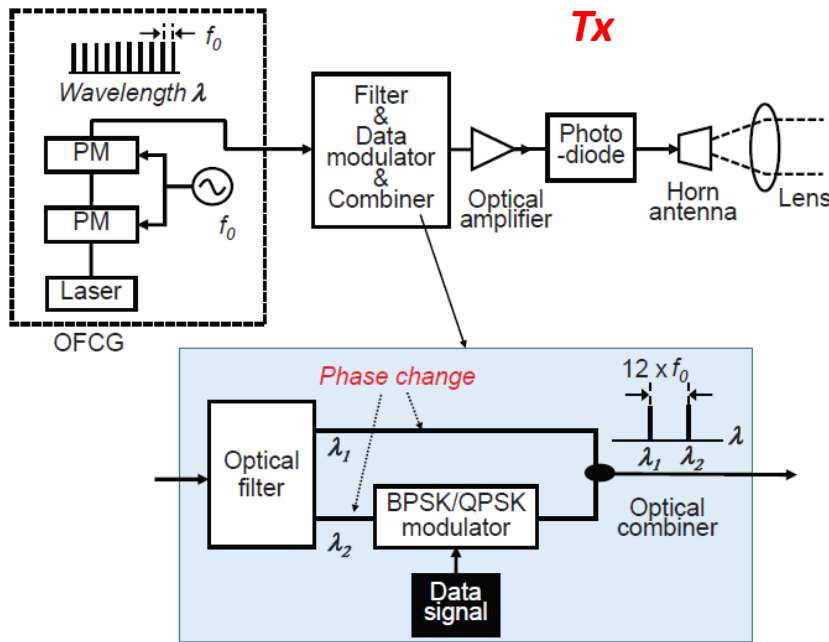 Tx
f0
Wavelength λ
PM
PM
f0
Laser
OFCG
Filter
&
Data
modulator
&
Combiner
Optical
amplifier
Photo
-diode
Horn
antenna
Lens
Phase change
Optical
filter
λ1
λ2
BPSK/QPSK
modulator
Data
signal
12 x f0
λ
λ1
λ2
Optical
combiner